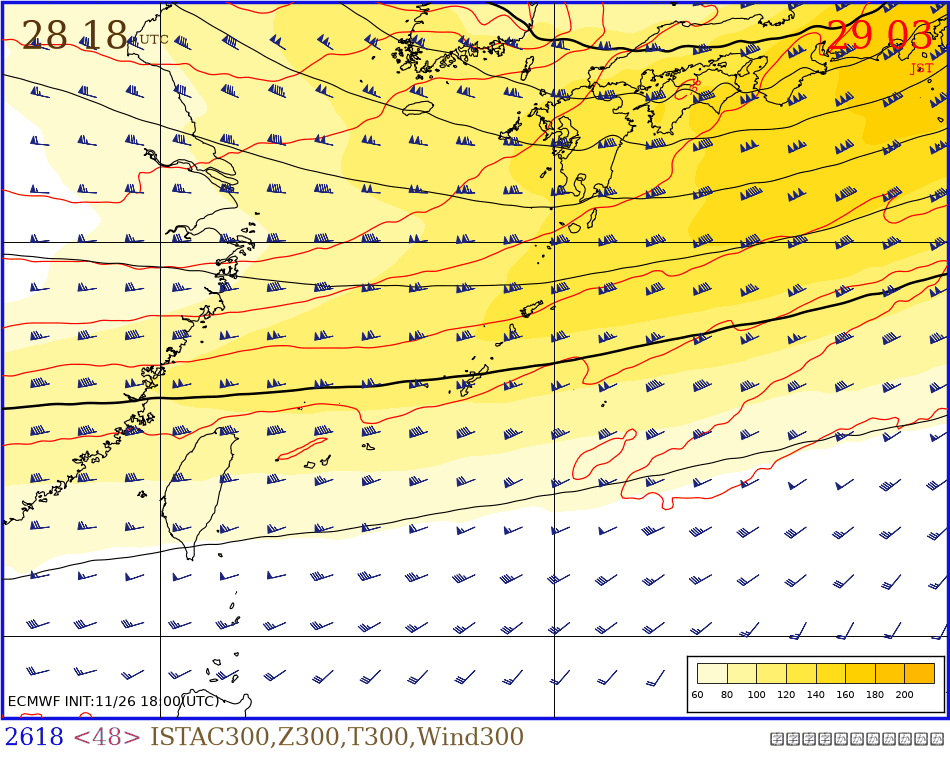 28 18 UTC
29 03
JST
60 80 100 120 140 160 180 200
ECMWF INIT:11/26 18:00(UTC)
2618 <48> ISTAC300,Z300,T300,Wind300